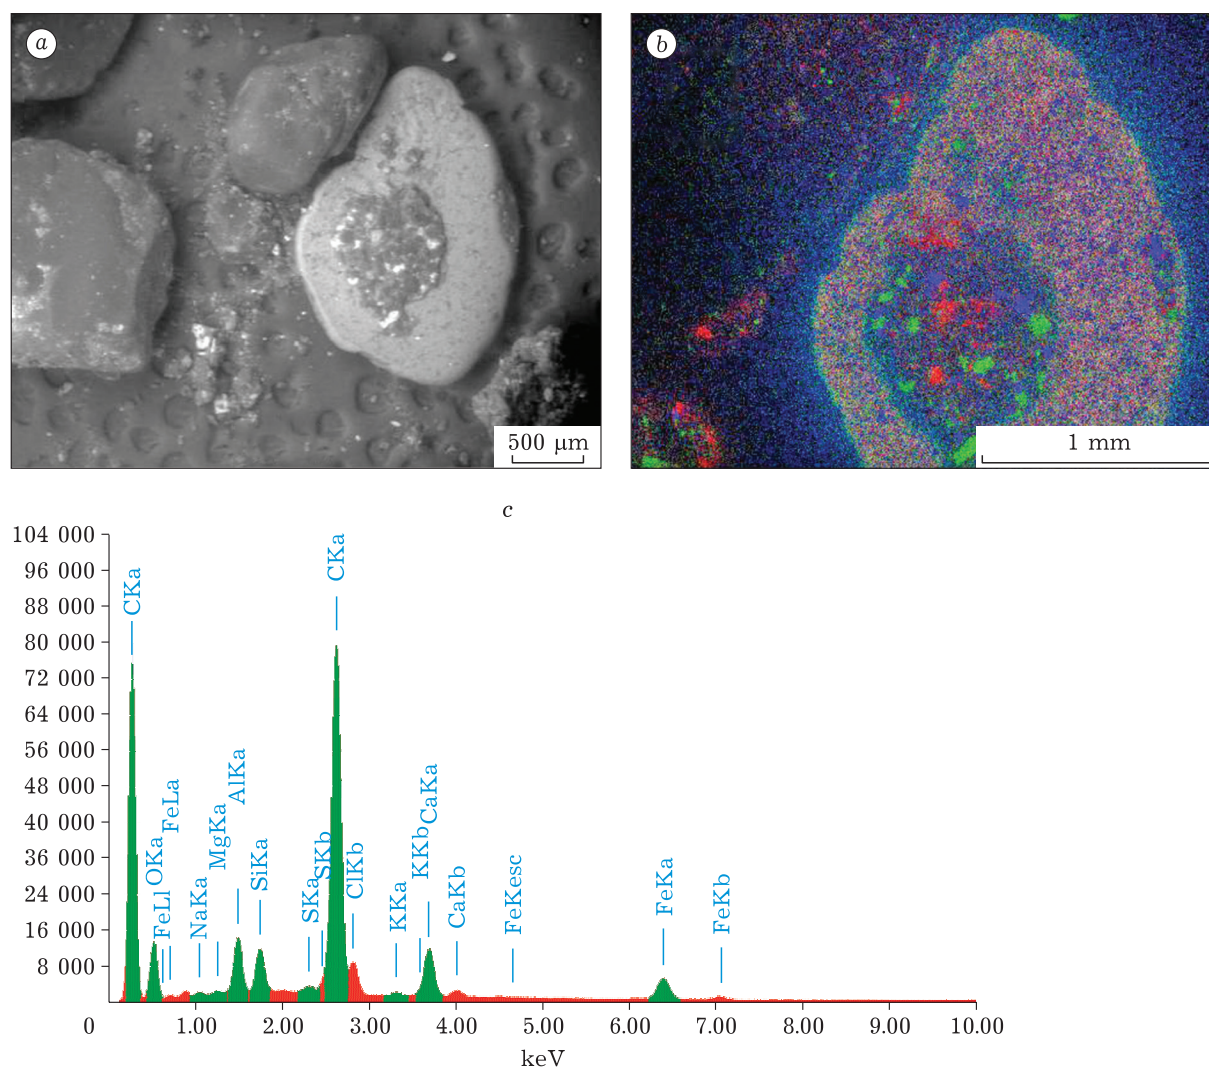 a
b
500 µm
1 mm
c
104 000
96 000
88 000
80 000
72 000
64 000
56 000
48 000
40 000
36 000
24 000
16 000
8 000
CKa
OKa
FeLl
FeLa
NaKa
MgKa
AlKa
SiKa
SKa
SKb
CKa
ClKb
KKa
KKb
CaKa
CaKb
FeKesc
FeKa
FeKb
0 1.00 2.00 3.00 4.00 5.00 6.00 7.00 8.00 9.00 10.00
keV